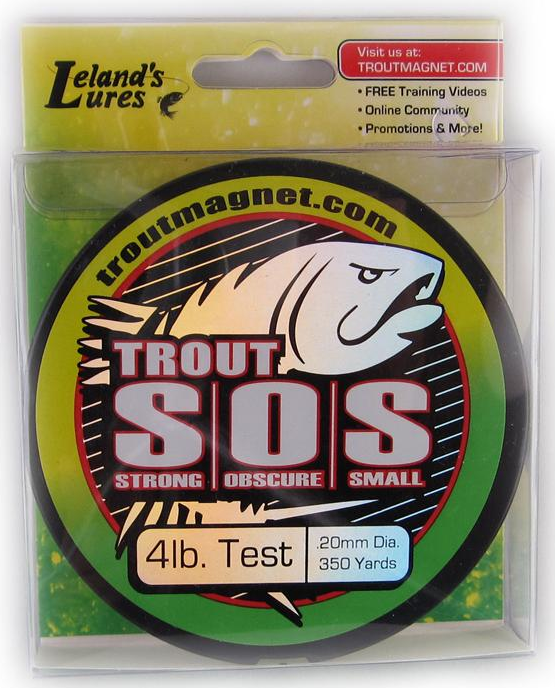 Leland's
Lures
Visit us at:
TROUTMAGNET.COM
• FREE Training Videos
• Online Community
• Promotions & More!
troutmagnet.com
TROUT
S|O|S
STRONG OBSCURE SMALL
4lb. Test
.20mm Dia.
350 Yards